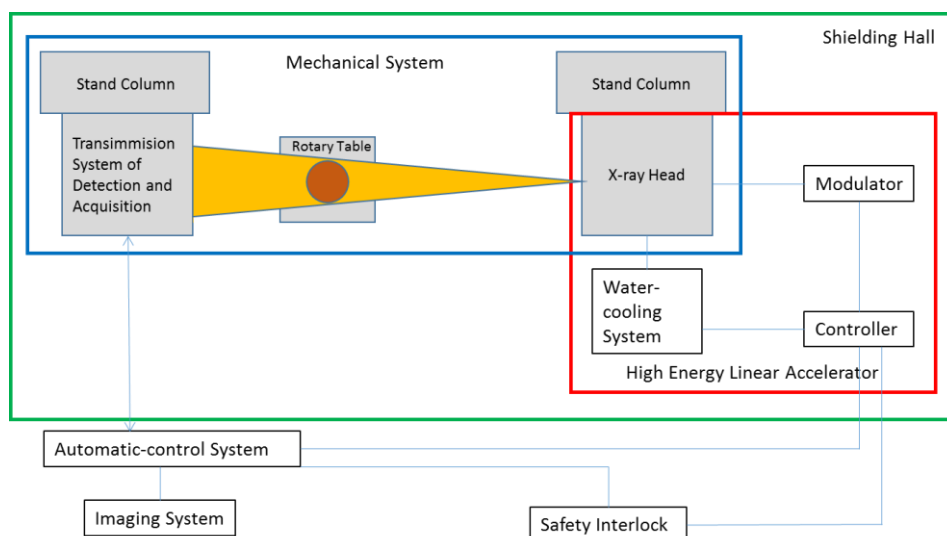 Shielding Hall
Mechanical System
Stand Column
Stand Column
Transimmision
System of
Detection and
Acquisition
Rotary Table
X-ray Head
Modulator
Water-
cooling
System
Controller
High Energy Linear Accelerator
Automatic-control System
Imaging System
Safety Interlock